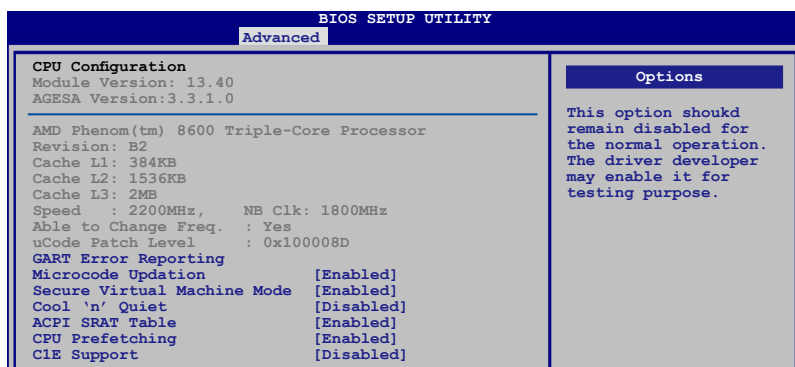 BIOS SETUP UTILITY
Advanced
CPU Configuration
Module Version: 13.40
AGESA Version:3.3.1.0
AMD Phenom(tm) 8600 Triple-Core Processor
Revision: B2
Cache L1: 384KB
Cache L2: 1536KB
Cache L3: 2MB
Speed : 2200MHz, NB Clk: 1800MHz
Able to Change Freq. : Yes
uCode Patch Level : 0x100008D
GART Error Reporting
Microcode Updation [Enabled]
Secure Virtual Machine Mode [Enabled]
Cool ‘n’ Quiet [Disabled]
ACPI SRAT Table [Enabled]
CPU Prefetching [Enabled]
C1E Support [Disabled]
Options
This option shoukd
remain disabled for
the normal operation.
The driver developer
may enable it for
testing purpose.